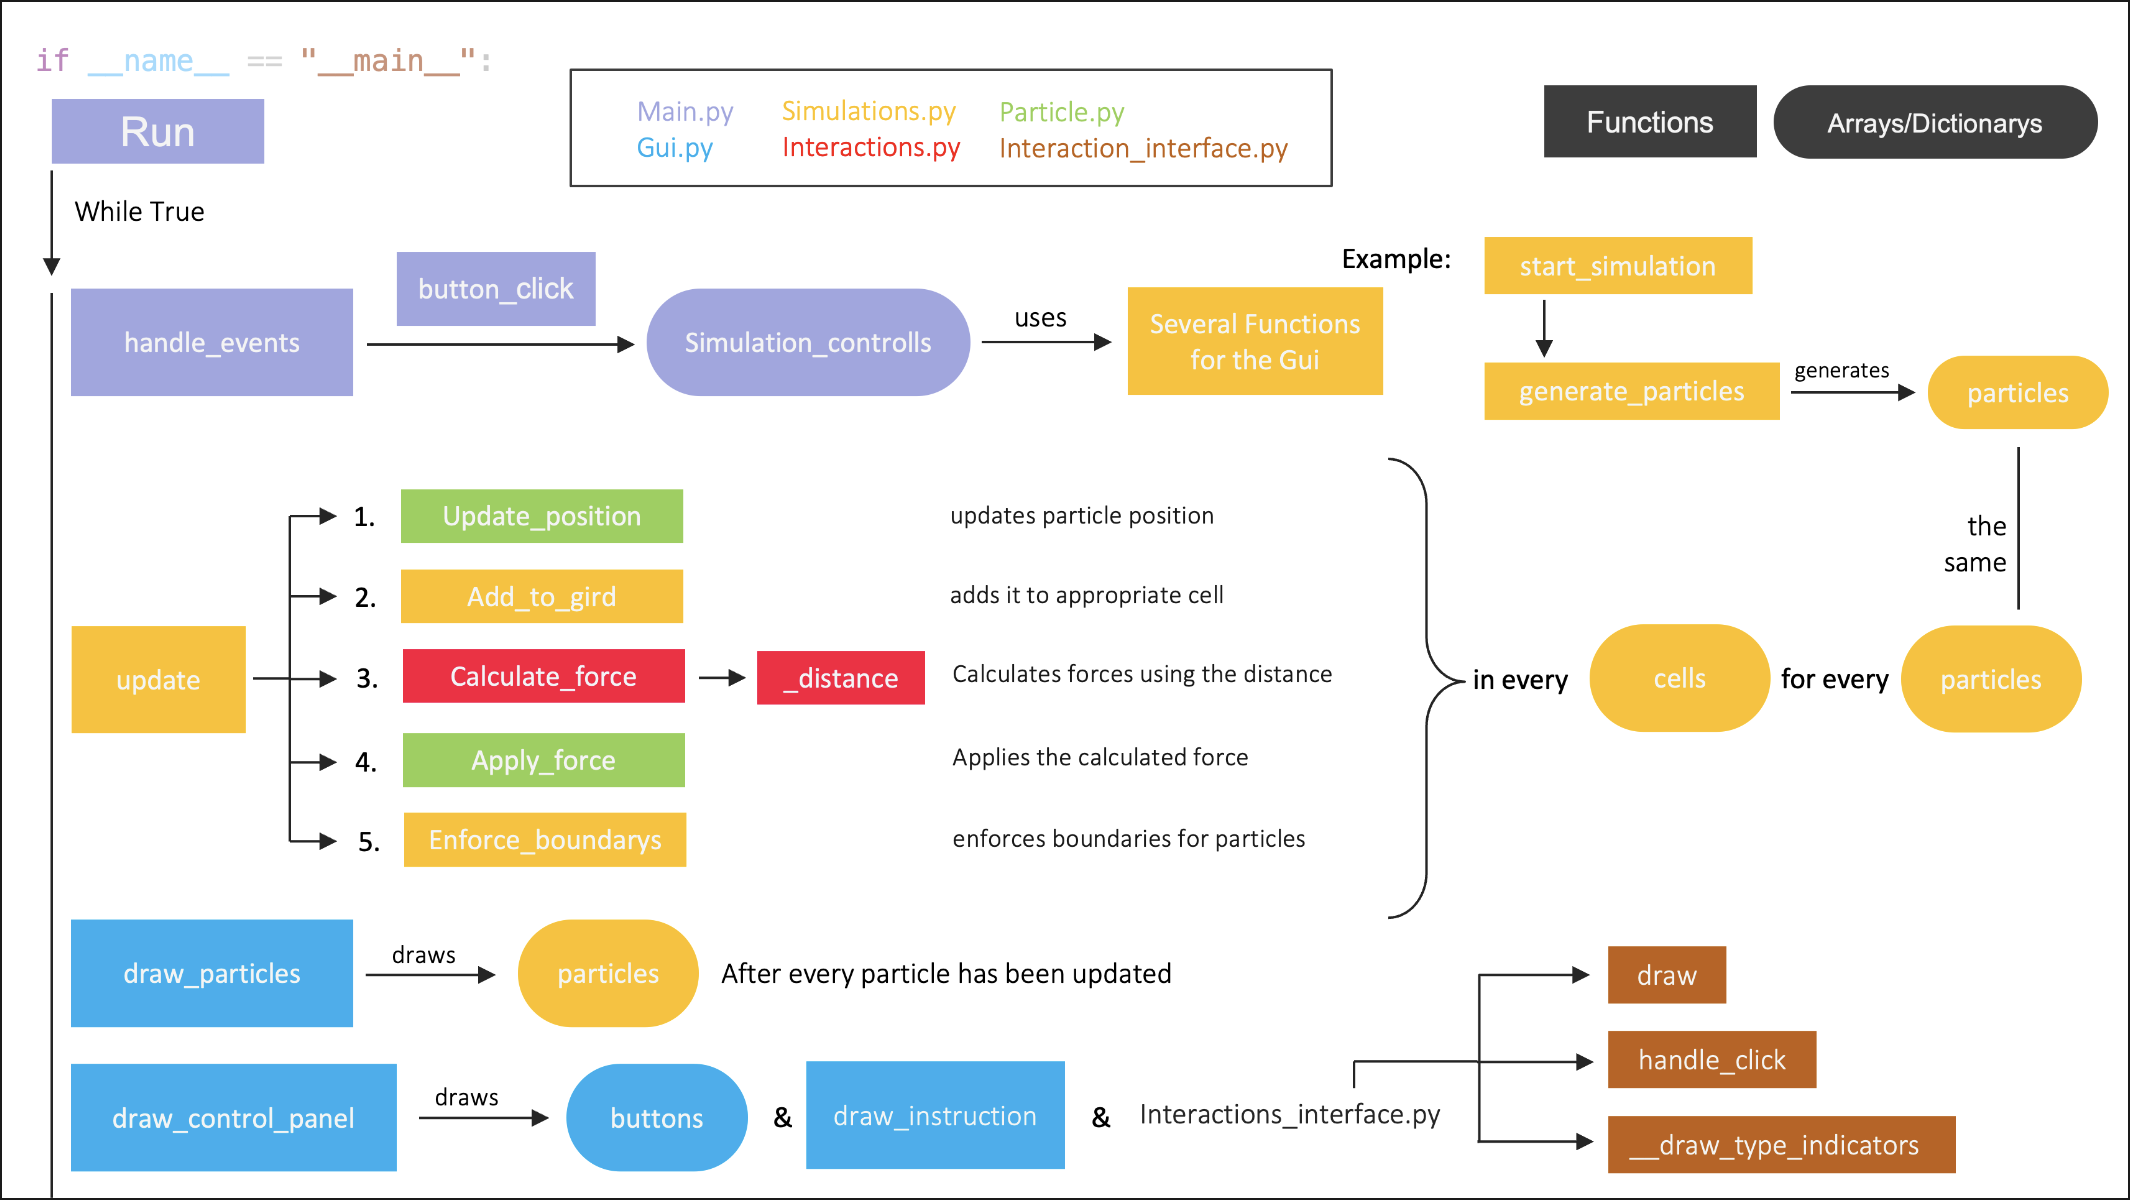 if __name__ == "__main__":
Run
Main.py
Simulations.py
Particle.py
Gui.py
Interactions.py
Interaction_interface.py
Functions
Arrays/Dictionarys
While True
handle_events
button_click
Simulation_controlls
uses
Several Functions
for the Gui
Example:
start_simulation
generate_particles
generates
particles
the
same
update
1.
Update_position
updates particle position
2.
Add_to_gird
adds it to appropriate cell
3.
Calculate_force
_distance
Calculates forces using the distance
4.
Apply_force
Applies the calculated force
5.
Enforce_boundarys
enforces boundaries for particles
in every
cells
for every
particles
draw_particles
draws
particles
After every particle has been updated
draw_control_panel
draws
buttons
&
draw_instruction
&
Interactions_interface.py
draw
handle_click
__draw_type_indicators